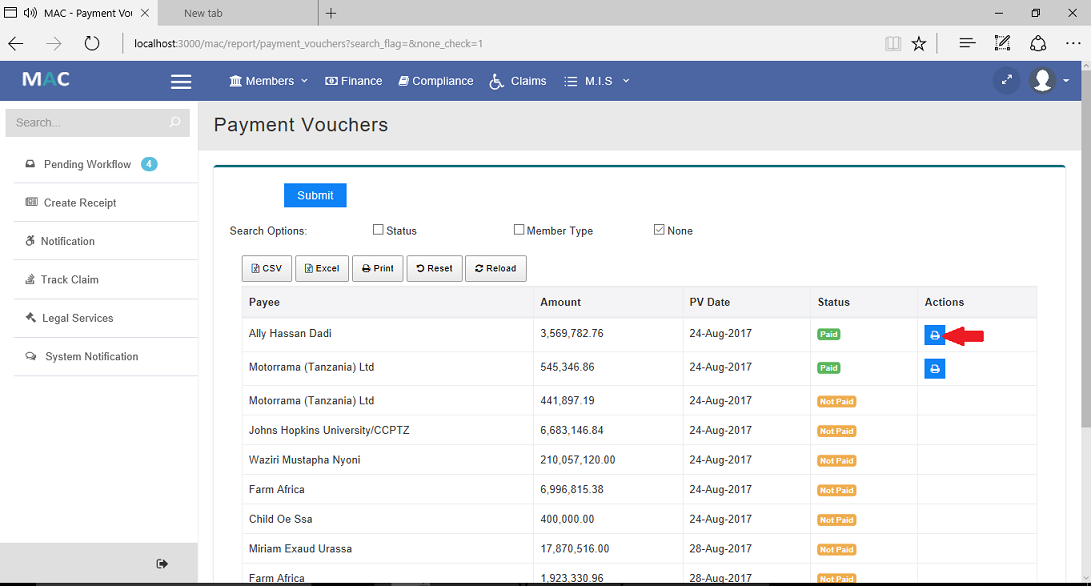 MAC - Payment Vou
New tab
localhost:3000/mac/report/payment_vouchers?search_flag=&none_check=1
MAC
Members
Finance
Compliance
Claims
M.I.S
Search...
Payment Vouchers
Pending Workflow 4
Create Receipt
Notification
Track Claim
Legal Services
System Notification
Submit
Search Options: Status Member Type None
CSV Excel Print Reset Reload
Payee Amount PV Date Status Actions
Ally Hassan Dadi 3,569,782.76 24-Aug-2017 Paid
Motorrama (Tanzania) Ltd 545,346.86 24-Aug-2017 Paid
Motorrama (Tanzania) Ltd 441,897.19 24-Aug-2017 Not Paid
Johns Hopkins University/CCPTZ 6,683,146.84 24-Aug-2017 Not Paid
Waziri Mustapha Nyoni 210,057,120.00 24-Aug-2017 Not Paid
Farm Africa 6,996,815.38 24-Aug-2017 Not Paid
Child Oe Ssa 400,000.00 24-Aug-2017 Not Paid
Miriam Exaud Urassa 17,870,516.00 28-Aug-2017 Not Paid
Farm Africa 1,923,330.96 28-Aug-2017 Not Paid